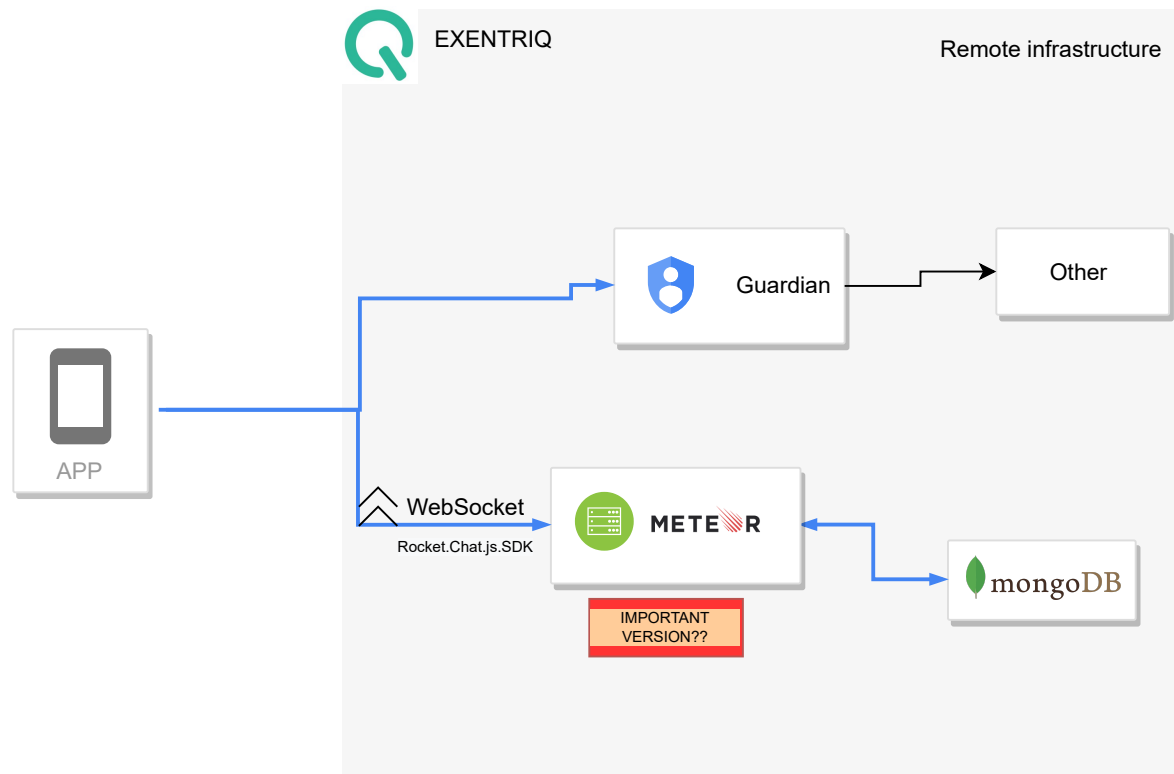 EXENTRIQ
Remote infrastructure
Guardian
Other
APP
WebSocket
Rocket.Chat.js.SDK
METEOR
mongoDB
IMPORTANT
VERSION??